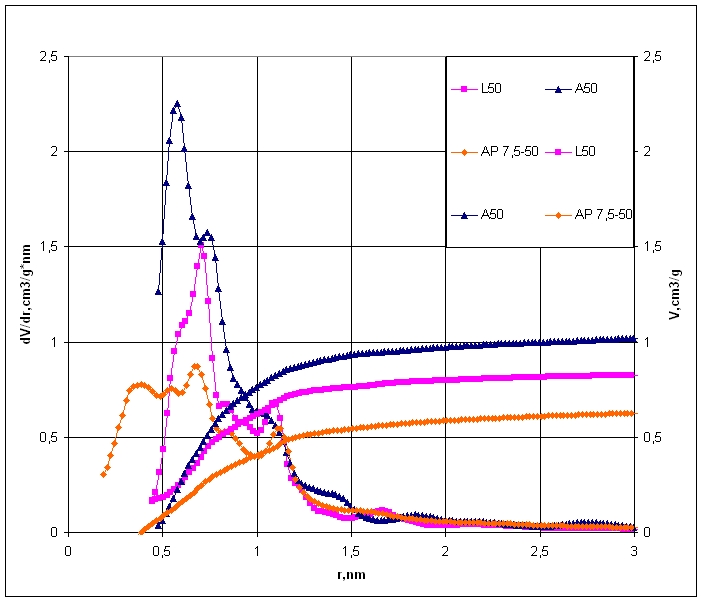 2,5 2,5
L50 A50
2 2
AP 7,5-50 L50
A50 AP 7,5-50
1,5 1,5
dV/dr,cm3/g*nm
V,cm3/g
1 1
0,5 0,5
0 0
0 0,5 1 1,5 2 2,5 3
r,nm